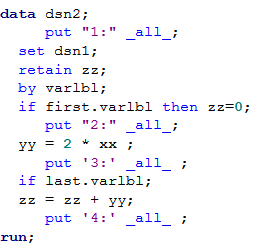 data dsn2;
put "1:" _all_;
set dsn1;
retain zz;
by varlbl;
if first.varlbl then zz=0;
put "2:" _all_;
yy = 2 * xx ;
put '3:' _all_ ;
if last.varlbl;
zz = zz + yy;
put '4:' _all_ ;
run;